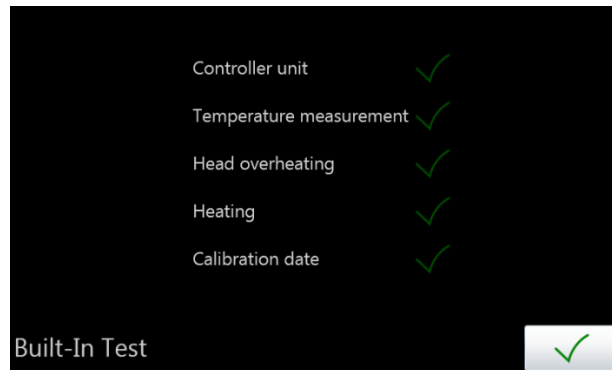 Controller unit
Temperature measurement
Head overheating
Heating
Calibration date
Built-In Test